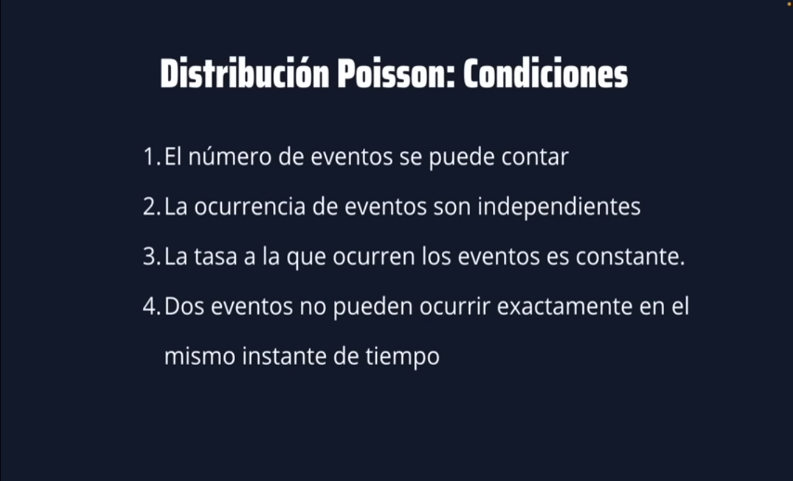 Distribución Poisson: Condiciones
1.El número de eventos se puede contar
2.La ocurrencia de eventos son independientes
3.La tasa a la que ocurren los eventos es constante.
4.Dos eventos no pueden ocurrir exactamente en el
mismo instante de tiempo